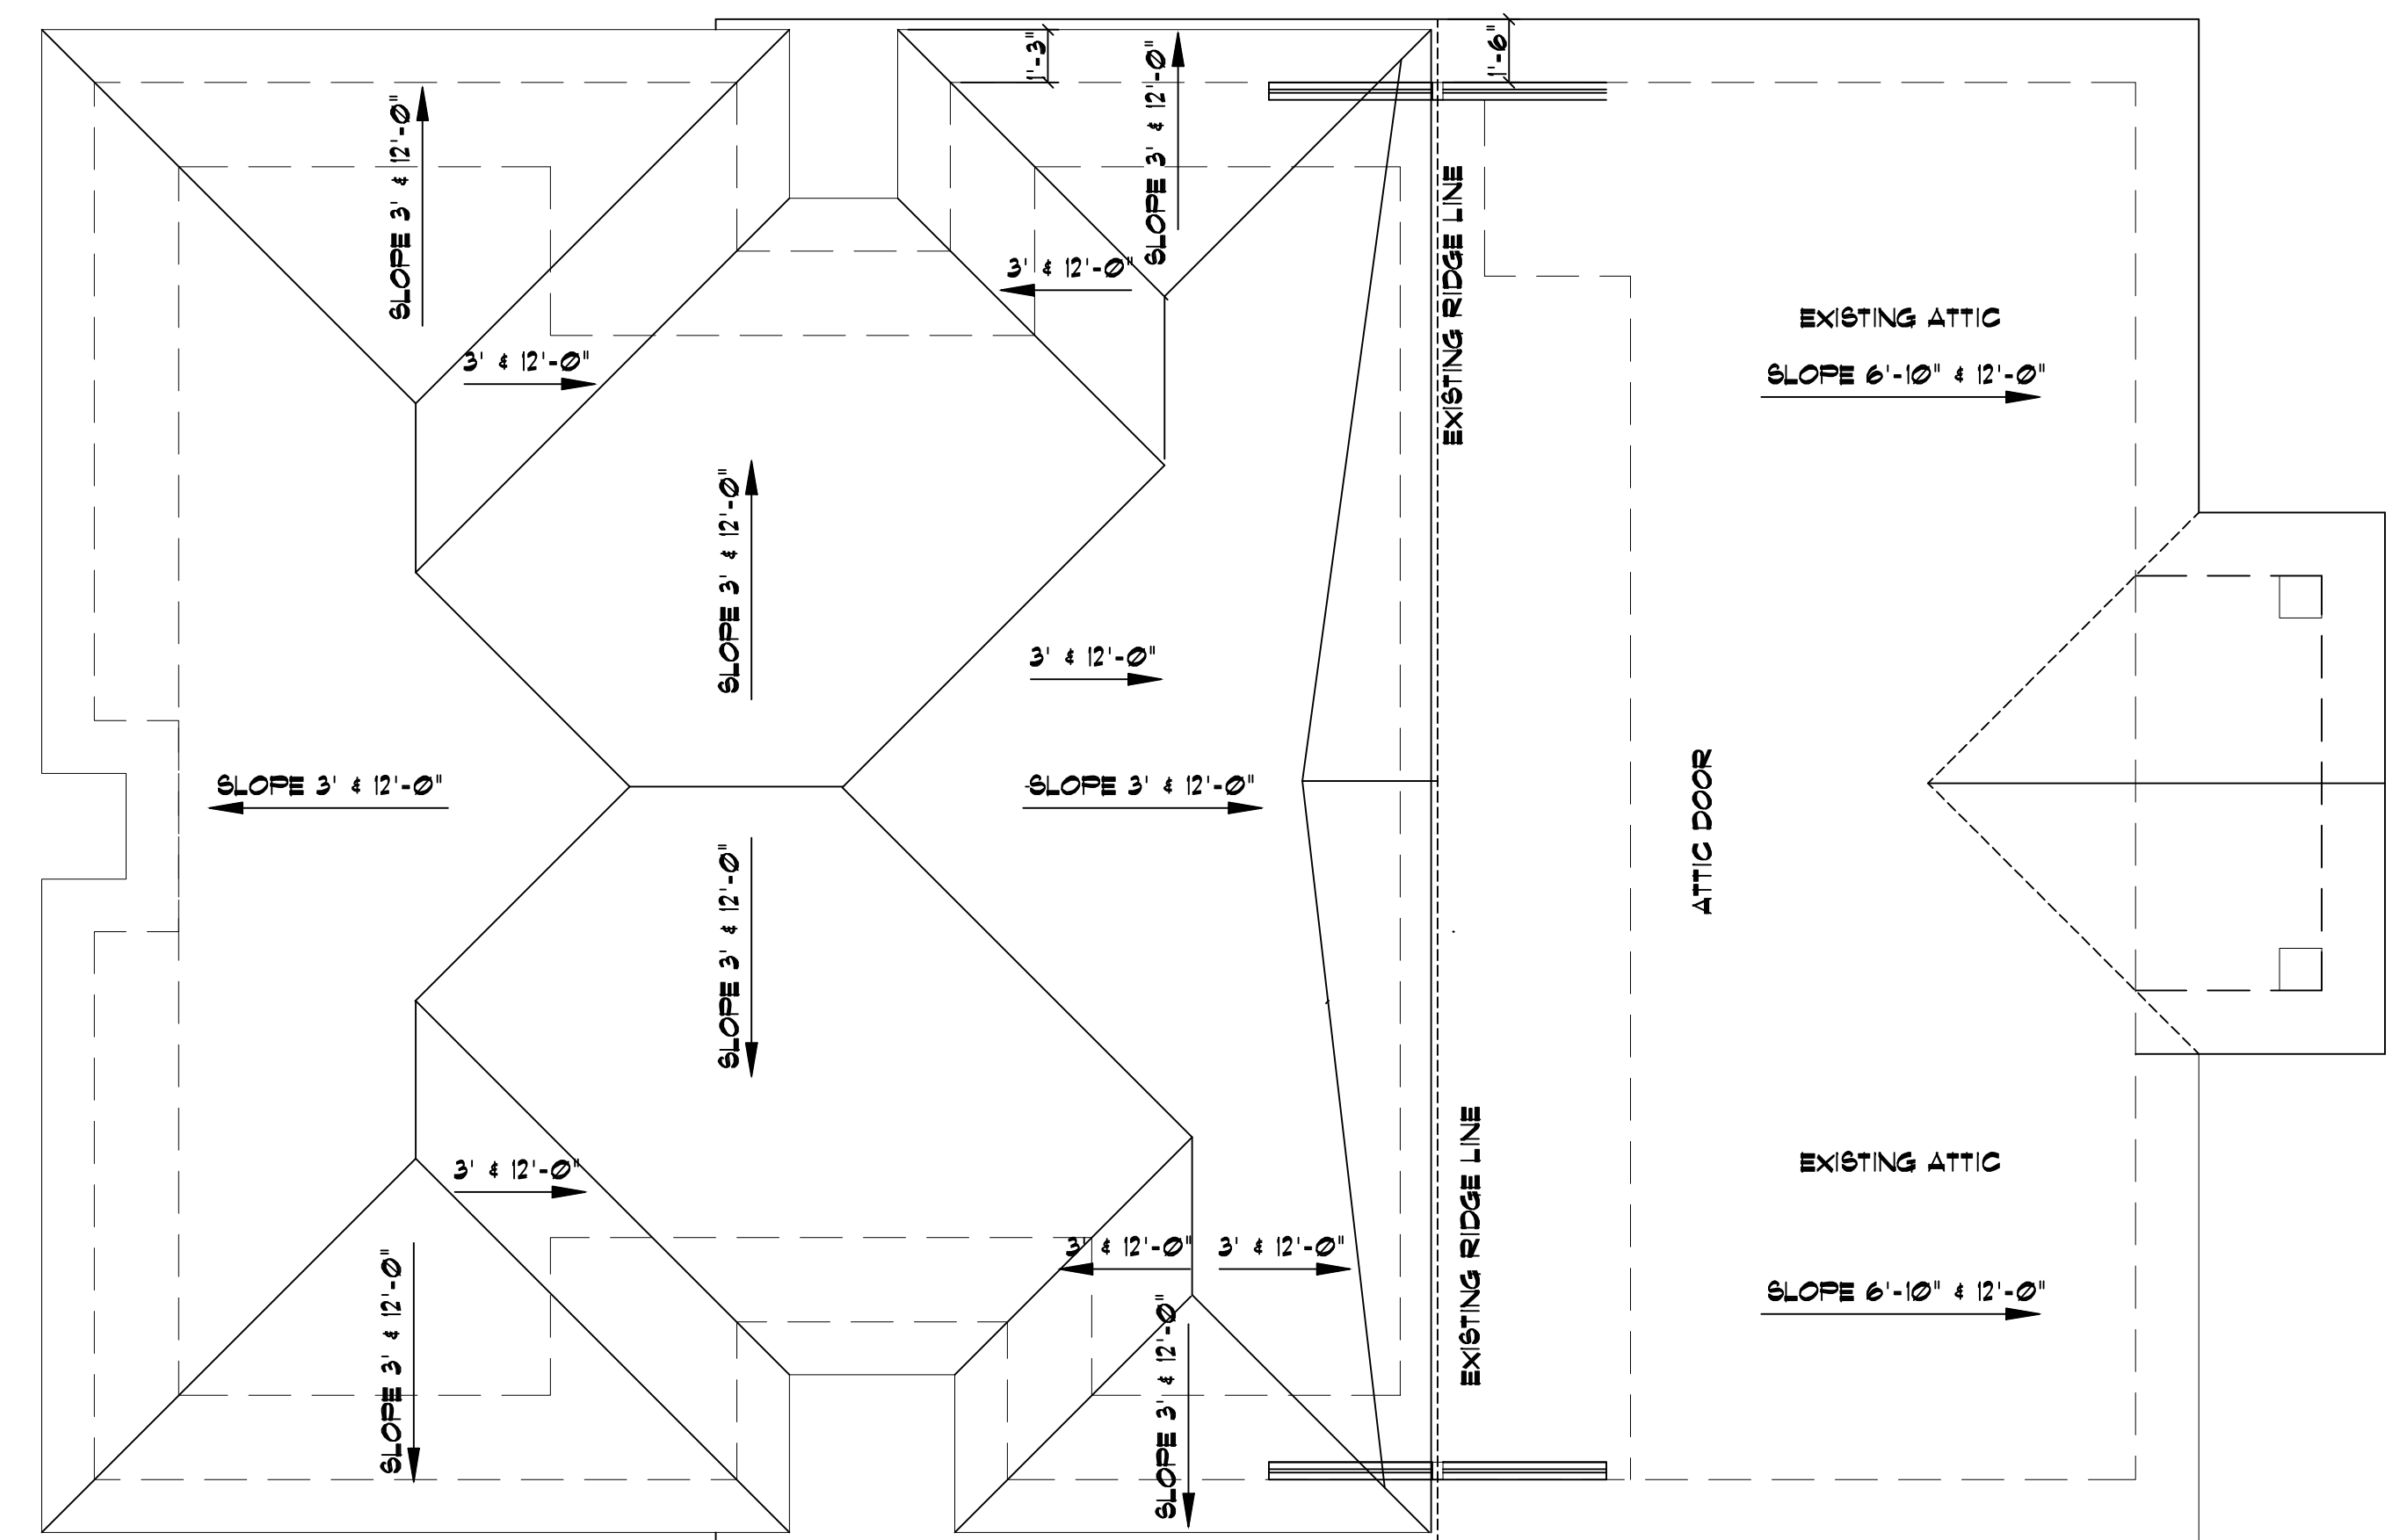 1'-3"
1'-6"
SLOPE 3' & 12'-0"
SLOPE 3' & 12'-0"
3' & 12'-0"
EXISTING RIDGE LINE
EXISTING ATTIC
3' & 12'-0"
SLOPE 6'-10" & 12'-0"
SLOPE 3' & 12'-0"
3' & 12'-0"
SLOPE 3' & 12'-0"
SLOPE 3' & 12'-0"
ATTIC DOOR
SLOPE 3' & 12'-0"
3' & 12'-0"
EXISTING RIDGE LINE
EXISTING ATTIC
3' & 12'-0"
3' & 12'-0"
SLOPE 3' & 12'-0"
SLOPE 3' & 12'-0"
SLOPE 6'-10" & 12'-0"